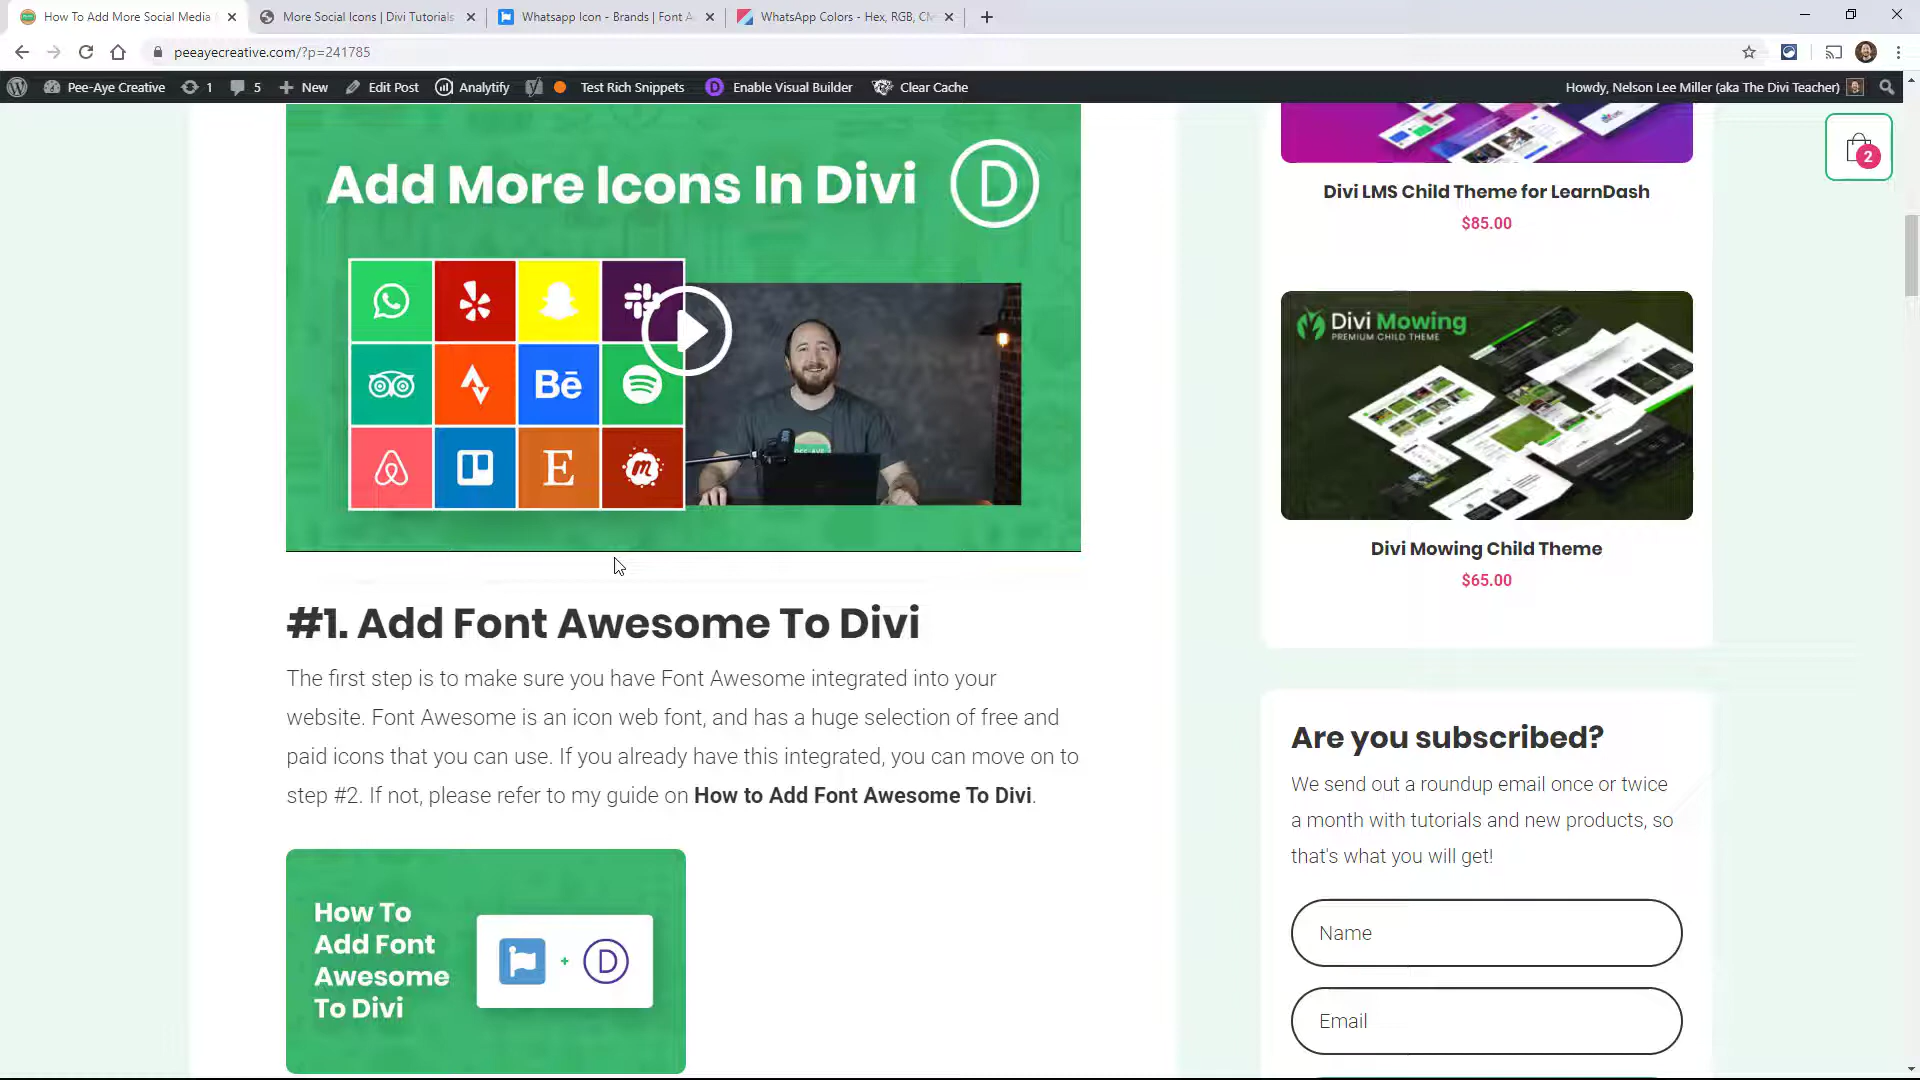 How To Add More Social Media
More Social Icons | Divi Tutorials
Whatsapp Icon - Brands | Font A
WhatsApp Colors - Hex, RGB, CM
peeayecreative.com/?p=241785
Pee-Aye Creative
1
5
New
Edit Post
Analytify
Test Rich Snippets
D
Enable Visual Builder
Clear Cache
Howdy, Nelson Lee Miller (aka The Divi Teacher)
Add More Icons In Divi
D
Bē
E
m
#1. Add Font Awesome To Divi
The first step is to make sure you have Font Awesome integrated into your
website. Font Awesome is an icon web font, and has a huge selection of free and
paid icons that you can use. If you already have this integrated, you can move on to
step #2. If not, please refer to my guide on How to Add Font Awesome To Divi.
How To
Add Font
Awesome
To Divi
+
D
2
Divi LMS Child Theme for LearnDash
$85.00
Divi Mowing
PREMIUM CHILD THEME
Divi Mowing Child Theme
$65.00
Are you subscribed?
We send out a roundup email once or twice
a month with tutorials and new products, so
that's what you will get!
Name
Email